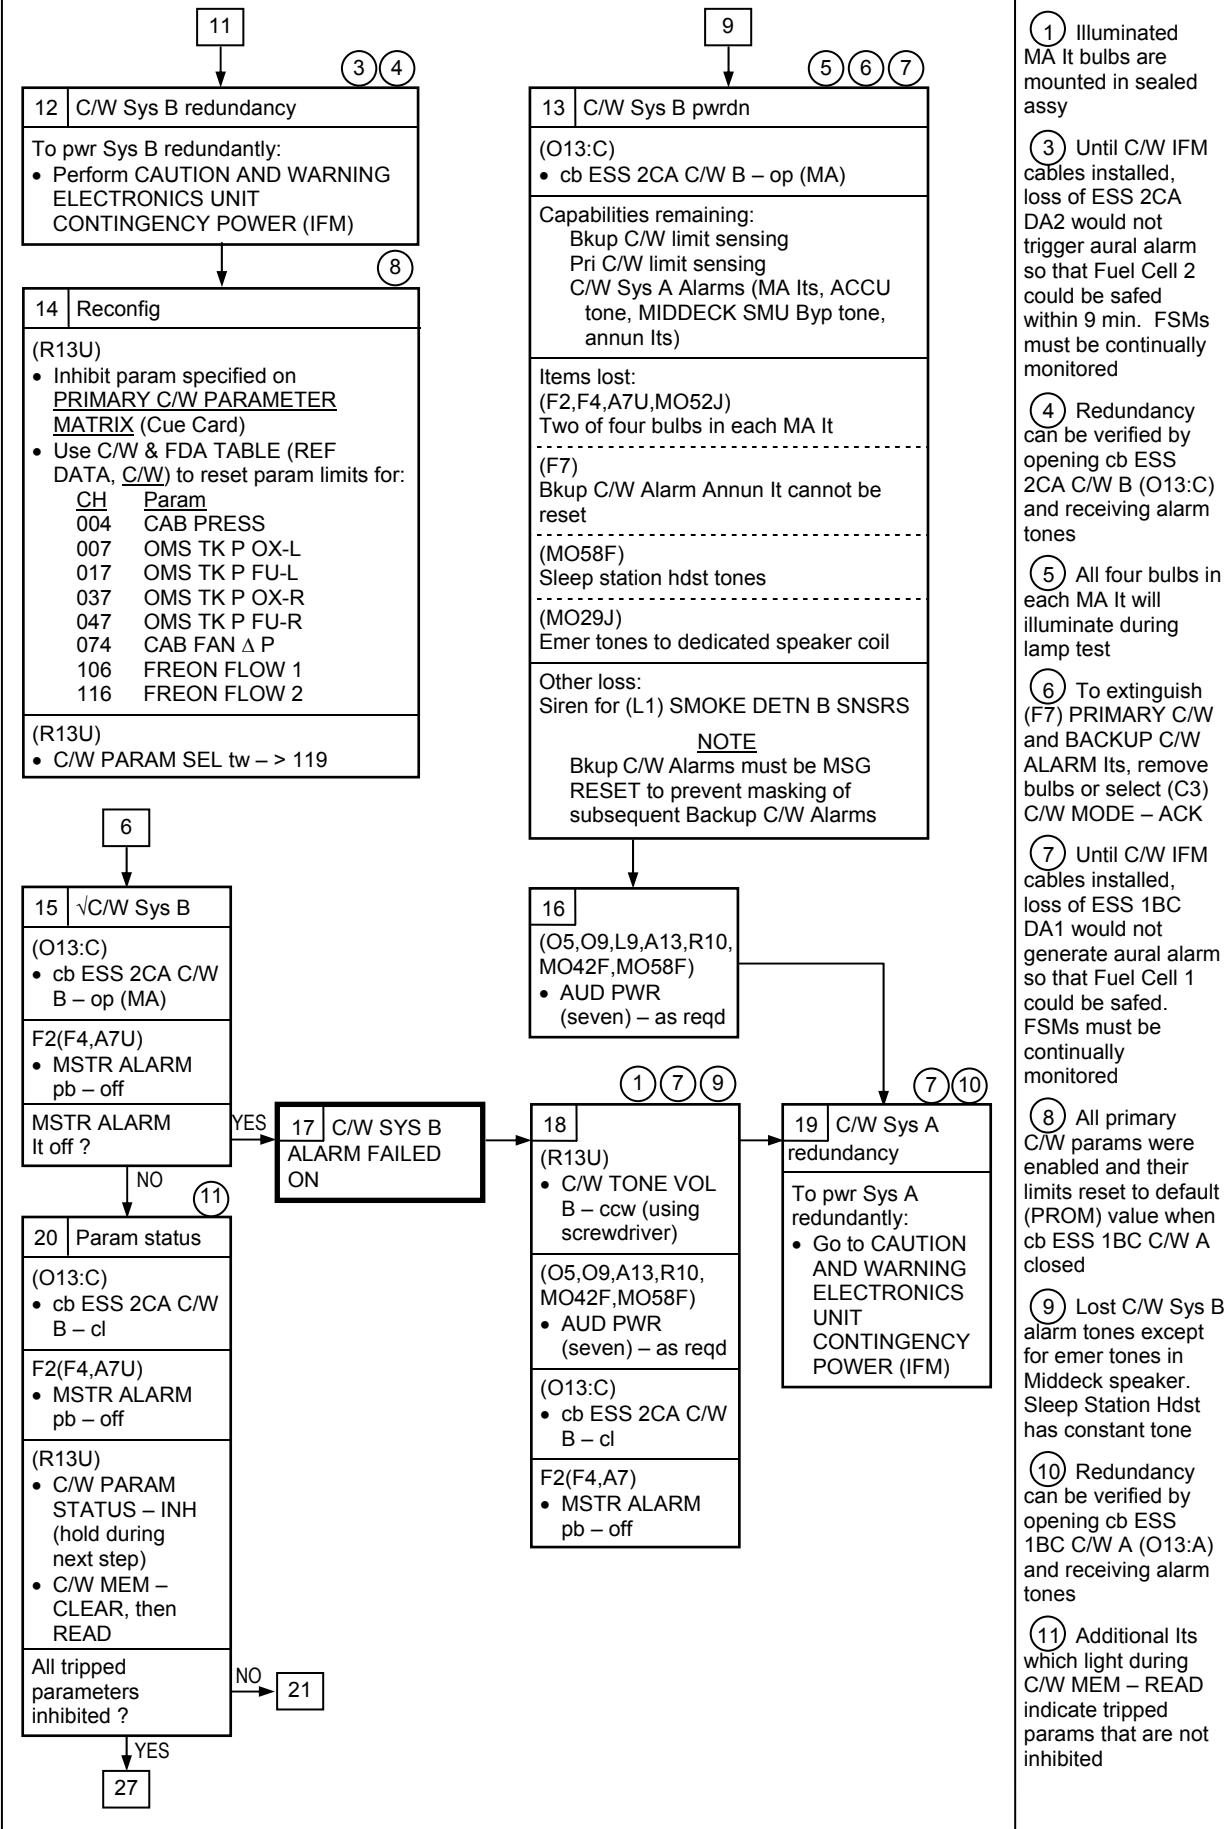 11
3 4
12 C/W Sys B redundancy
To pwr Sys B redundantly:
• Perform CAUTION AND WARNING
ELECTRONICS UNIT
CONTINGENCY POWER (IFM)
8
14 Reconfig
(R13U)
• Inhibit param specified on
PRIMARY C/W PARAMETER
MATRIX (Cue Card)
• Use C/W & FDA TABLE (REF
DATA, C/W) to reset param limits for:
CH Param
004 CAB PRESS
007 OMS TK P OX-L
017 OMS TK P FU-L
037 OMS TK P OX-R
047 OMS TK P FU-R
074 CAB FAN ∆ P
106 FREON FLOW 1
116 FREON FLOW 2
(R13U)
• C/W PARAM SEL tw – > 119
9
5 6 7
13 C/W Sys B pwrdn
(O13:C)
• cb ESS 2CA C/W B – op (MA)
Capabilities remaining:
Bkup C/W limit sensing
Pri C/W limit sensing
C/W Sys A Alarms (MA lts, ACCU
tone, MIDDECK SMU Byp tone,
annun lts)
Items lost:
(F2,F4,A7U,MO52J)
Two of four bulbs in each MA lt
(F7)
Bkup C/W Alarm Annun lt cannot be
reset
(MO58F)
Sleep station hdst tones
(MO29J)
Emer tones to dedicated speaker coil
Other loss:
Siren for (L1) SMOKE DETN B SNSRS
NOTE
Bkup C/W Alarms must be MSG
RESET to prevent masking of
subsequent Backup C/W Alarms
6
15 √C/W Sys B
(O13:C)
• cb ESS 2CA C/W
B – op (MA)
F2(F4,A7U)
• MSTR ALARM
pb – off
MSTR ALARM
lt off ?
YES
NO
17 C/W SYS B
ALARM FAILED
ON
16
(O5,O9,L9,A13,R10,
MO42F,MO58F)
• AUD PWR
(seven) – as reqd
1 7 9
18
(R13U)
• C/W TONE VOL
B – ccw (using
screwdriver)
(O5,O9,A13,R10,
MO42F,MO58F)
• AUD PWR
(seven) – as reqd
(O13:C)
• cb ESS 2CA C/W
B – cl
F2(F4,A7)
• MSTR ALARM
pb – off
7 10
19 C/W Sys A
redundancy
To pwr Sys A
redundantly:
• Go to CAUTION
AND WARNING
ELECTRONICS
UNIT
CONTINGENCY
POWER (IFM)
11
20 Param status
(O13:C)
• cb ESS 2CA C/W
B – cl
F2(F4,A7U)
• MSTR ALARM
pb – off
(R13U)
• C/W PARAM
STATUS – INH
(hold during
next step)
• C/W MEM –
CLEAR, then
READ
All tripped
parameters
inhibited ?
NO
21
YES
27
1 Illuminated
MA lt bulbs are
mounted in sealed
assy
3 Until C/W IFM
cables installed,
loss of ESS 2CA
DA2 would not
trigger aural alarm
so that Fuel Cell 2
could be safed
within 9 min. FSMs
must be continually
monitored
4 Redundancy
can be verified by
opening cb ESS
2CA C/W B (O13:C)
and receiving alarm
tones
5 All four bulbs in
each MA lt will
illuminate during
lamp test
6 To extinguish
(F7) PRIMARY C/W
and BACKUP C/W
ALARM lts, remove
bulbs or select (C3)
C/W MODE – ACK
7 Until C/W IFM
cables installed,
loss of ESS 1BC
DA1 would not
generate aural alarm
so that Fuel Cell 1
could be safed.
FSMs must be
continually
monitored
8 All primary
C/W params were
enabled and their
limits reset to default
(PROM) value when
cb ESS 1BC C/W A
closed
9 Lost C/W Sys B
alarm tones except
for emer tones in
Middeck speaker.
Sleep Station Hdst
has constant tone
10 Redundancy
can be verified by
opening cb ESS
1BC C/W A (O13:A)
and receiving alarm
tones
11 Additional lts
which light during
C/W MEM – READ
indicate tripped
params that are not
inhibited